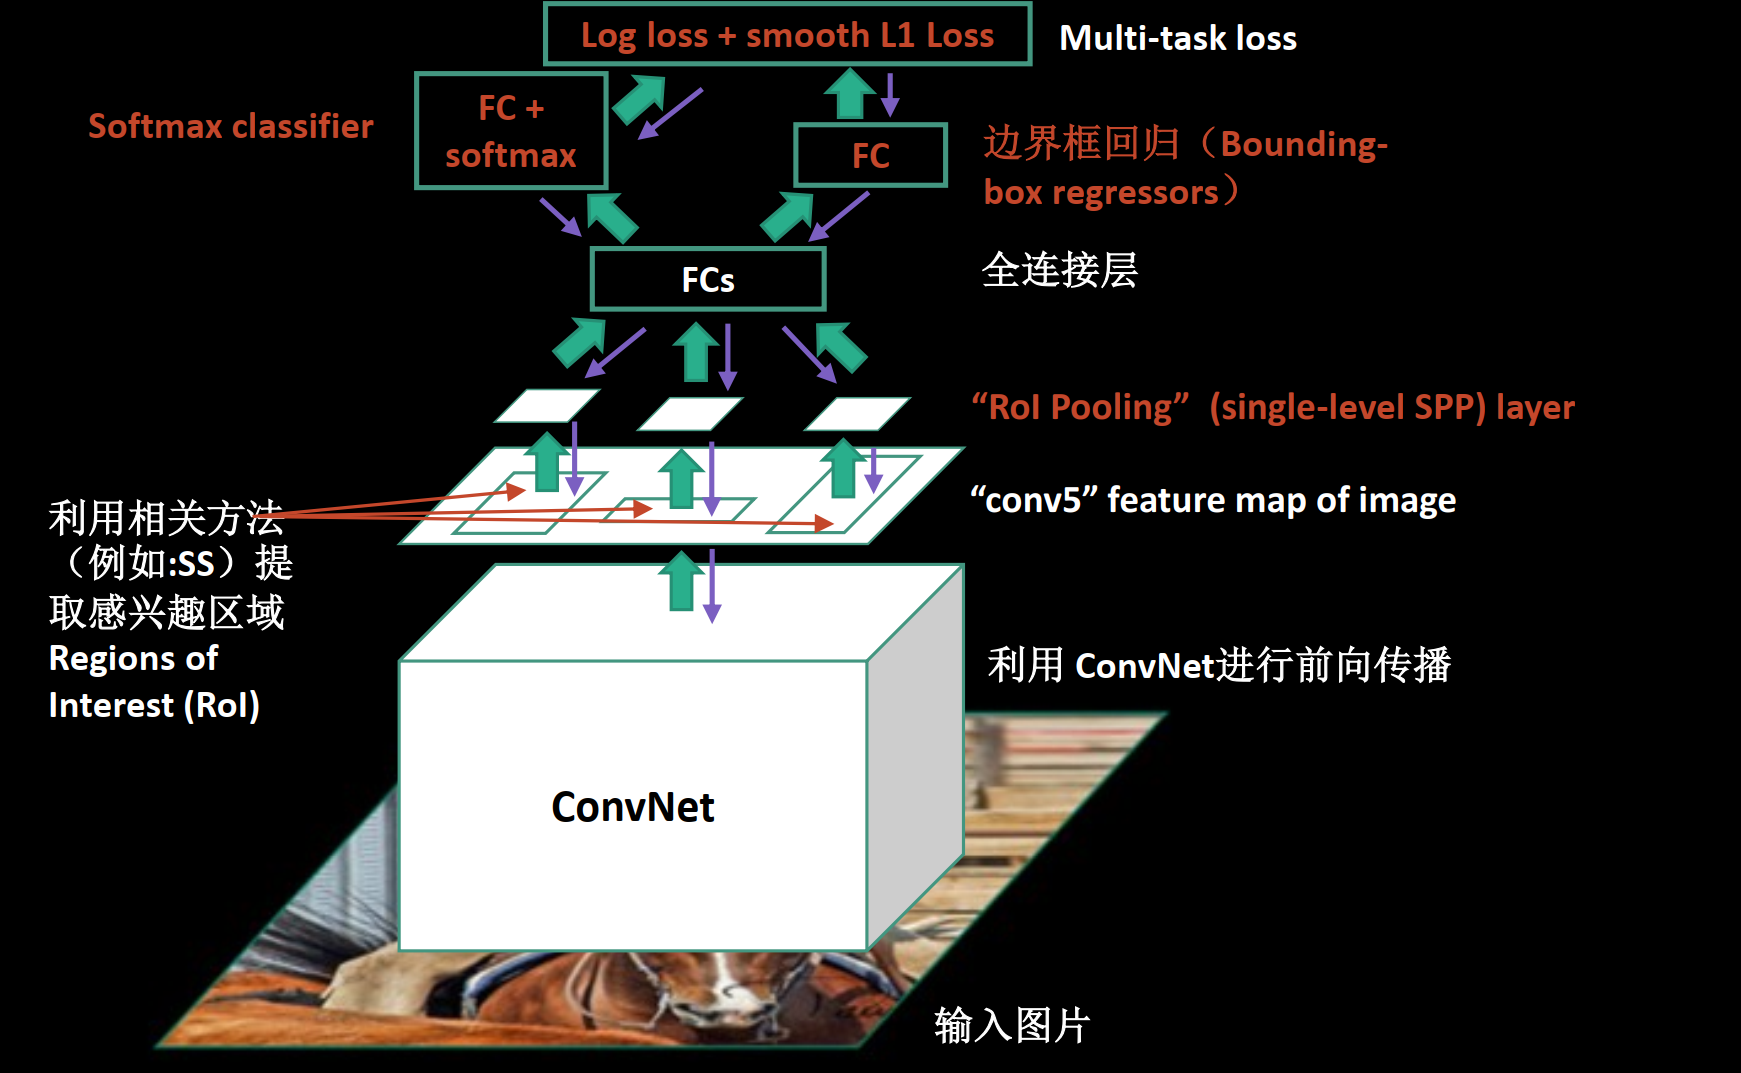 Log loss + smooth L1 Loss
Multi-task loss
Softmax classifier
FC +
softmax
FC
边界框回归（Bounding-
box regressors）
FCs
全连接层
“RoI Pooling” (single-level SPP) layer
“conv5” feature map of image
利用相关方法
（例如:SS）提
取感兴趣区域
Regions of
Interest (RoI)
利用 ConvNet进行前向传播
ConvNet
输入图片